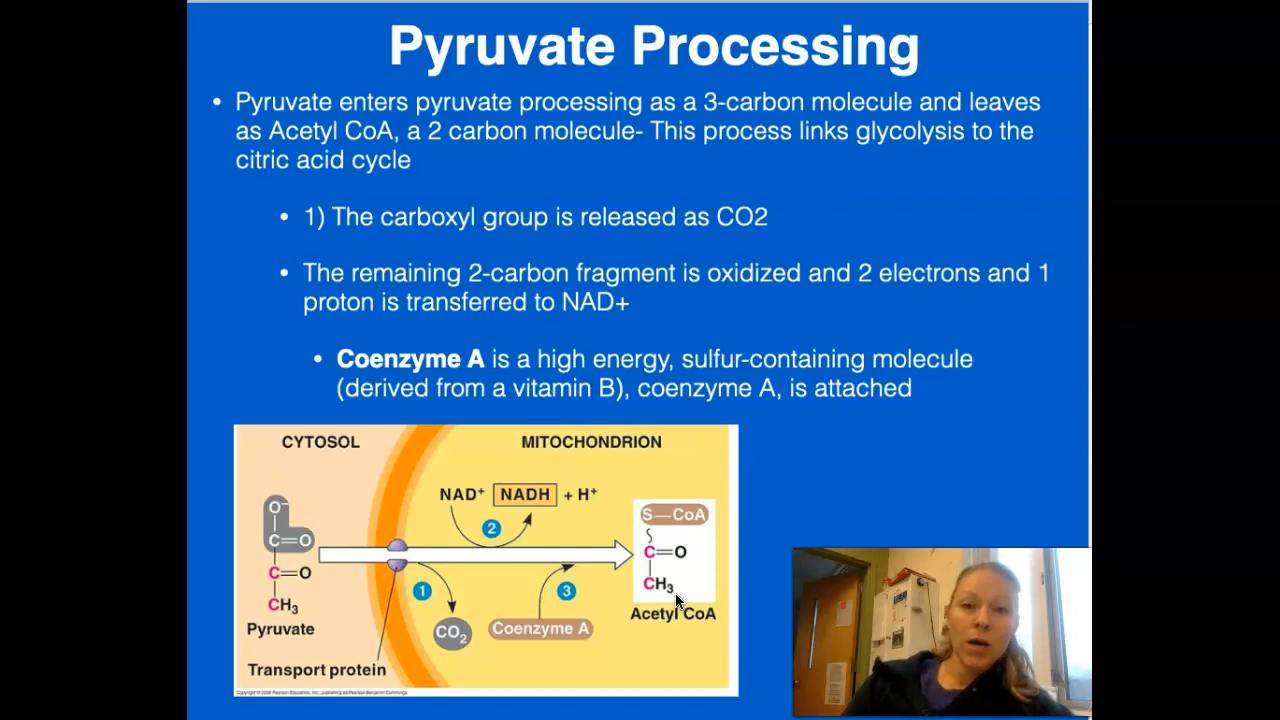 Pyruvate Processing
• Pyruvate enters pyruvate processing as a 3-carbon molecule and leaves
as Acetyl CoA, a 2 carbon molecule- This process links glycolysis to the
citric acid cycle
• 1) The carboxyl group is released as CO2
• The remaining 2-carbon fragment is oxidized and 2 electrons and 1
proton is transferred to NAD+
• Coenzyme A is a high energy, sulfur-containing molecule
(derived from a vitamin B), coenzyme A, is attached
CYTOSOL
MITOCHONDRION
NAD⁺ NADH + H⁺
O⁻
S—CoA
2
C=O
C=O
C=O
1
3
CH₃
CH₃
Pyruvate
CO₂
Coenzyme A
Acetyl CoA
Transport protein
Copyright © 2008 Pearson Education, Inc., publishing as Pearson Benjamin Cummings.